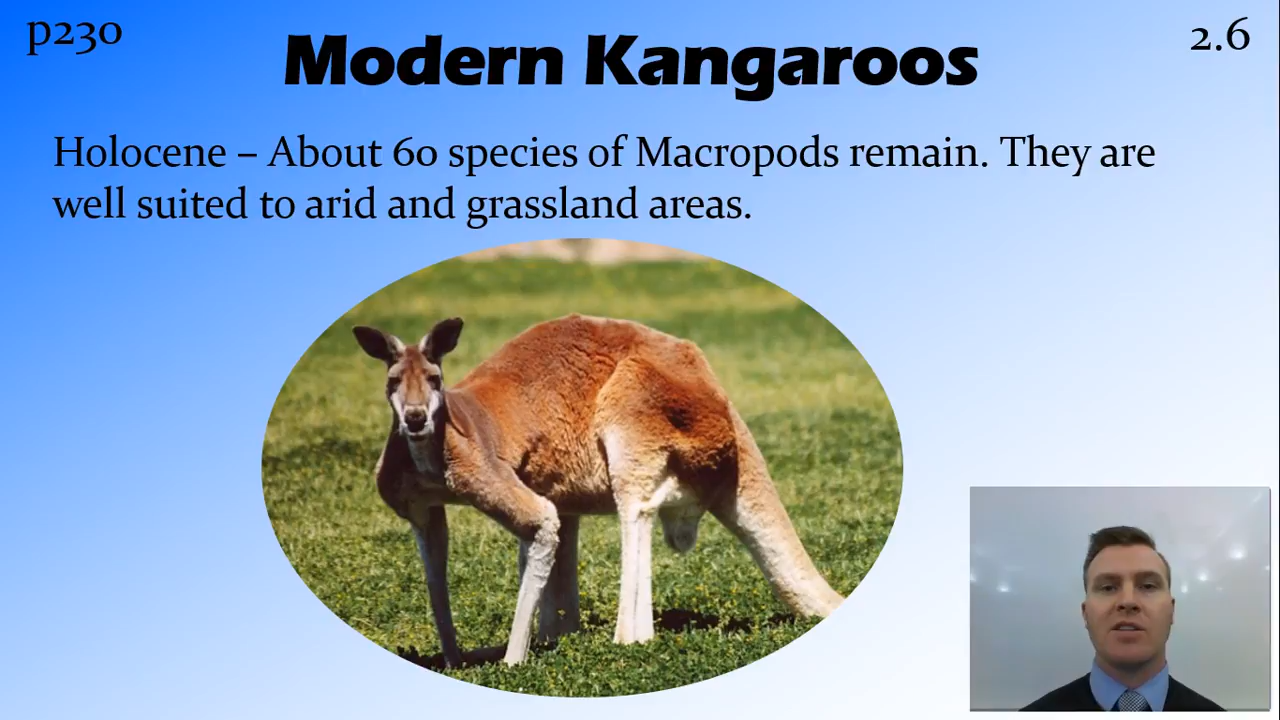 p230
2.6
Modern Kangaroos
Holocene – About 60 species of Macropods remain. They are
well suited to arid and grassland areas.